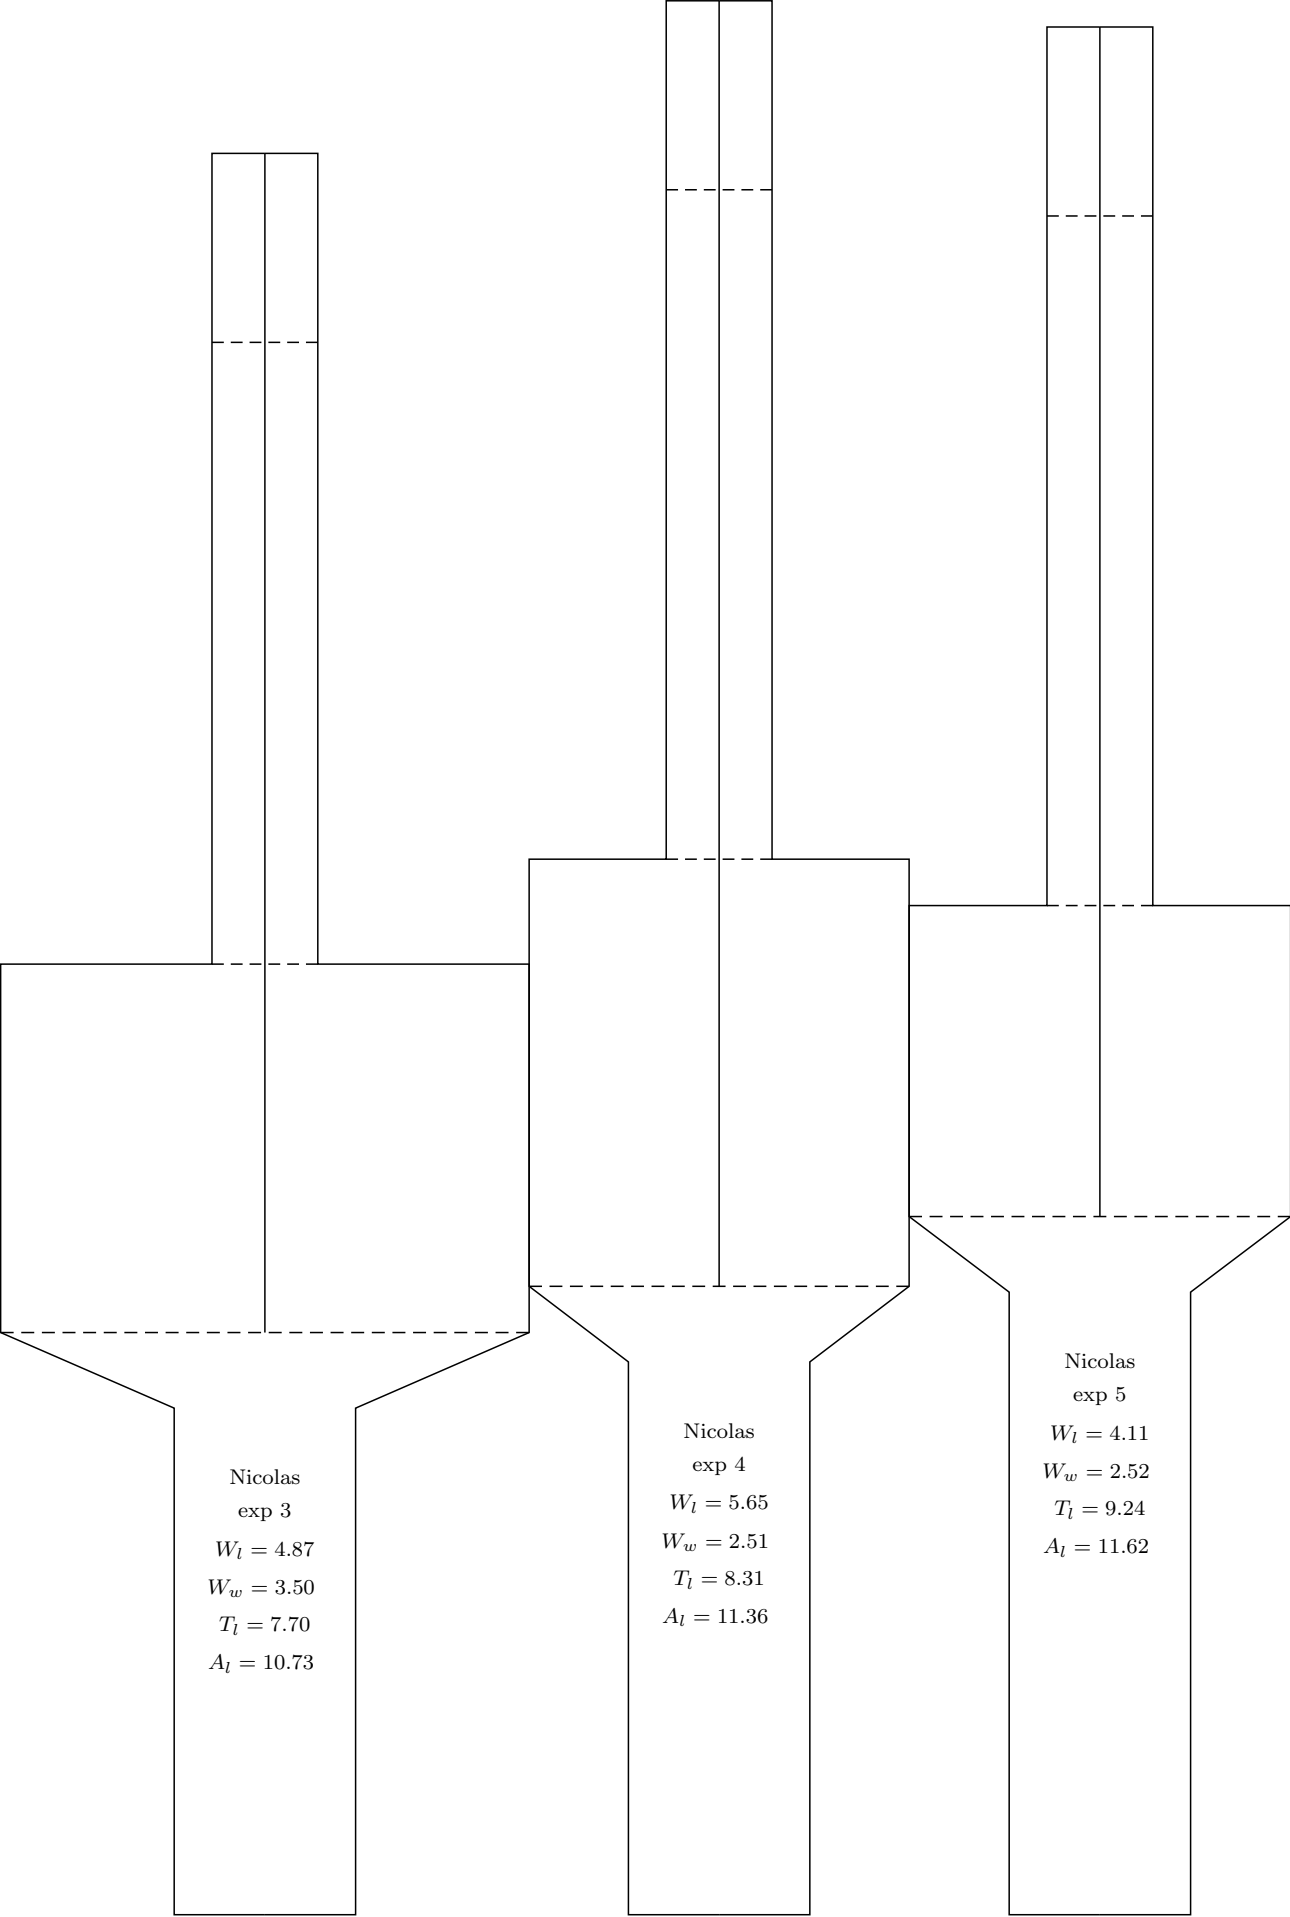 Nicolas
exp 3
W_l = 4.87
W_w = 3.50
T_l = 7.70
A_l = 10.73
Nicolas
exp 4
W_l = 5.65
W_w = 2.51
T_l = 8.31
A_l = 11.36
Nicolas
exp 5
W_l = 4.11
W_w = 2.52
T_l = 9.24
A_l = 11.62